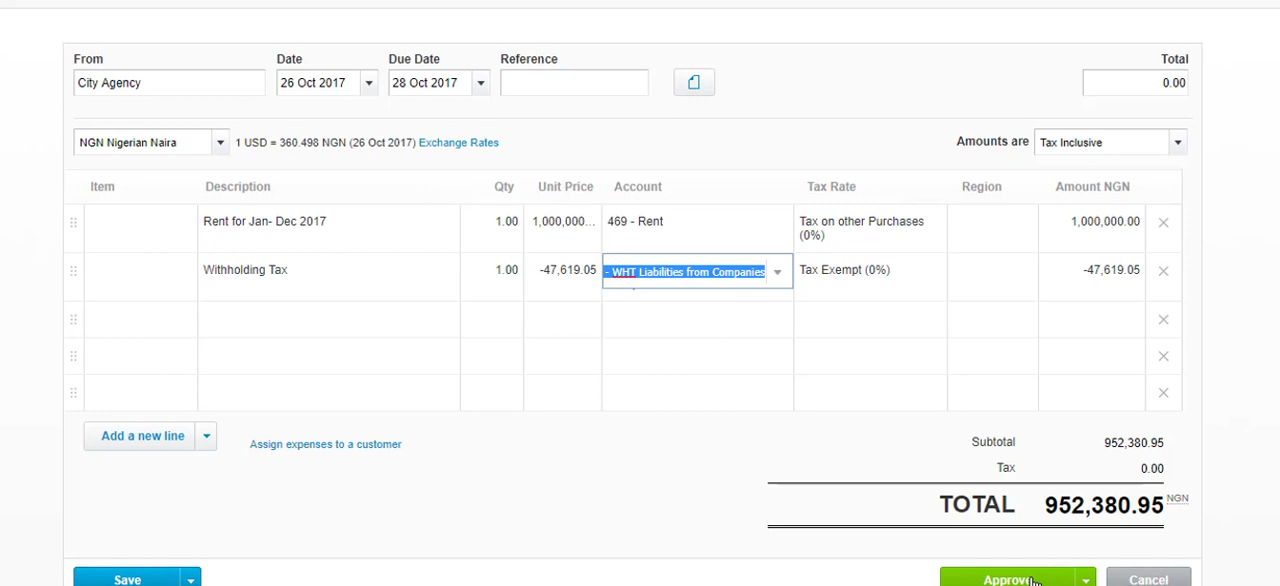 From Date Due Date Reference Total
City Agency 26 Oct 2017 28 Oct 2017 0.00
NGN Nigerian Naira 1 USD = 360.498 NGN (26 Oct 2017) Exchange Rates Amounts are Tax Inclusive
Item Description Qty Unit Price Account Tax Rate Region Amount NGN
Rent for Jan- Dec 2017 1.00 1,000,000... 469 - Rent Tax on other Purchases 1,000,000.00
(0%)
Withholding Tax 1.00 -47,619.05 - WHT Liabilities from Companies Tax Exempt (0%) -47,619.05
Add a new line Assign expenses to a customer
Subtotal 952,380.95
Tax 0.00
TOTAL 952,380.95 NGN
Save Approve Cancel